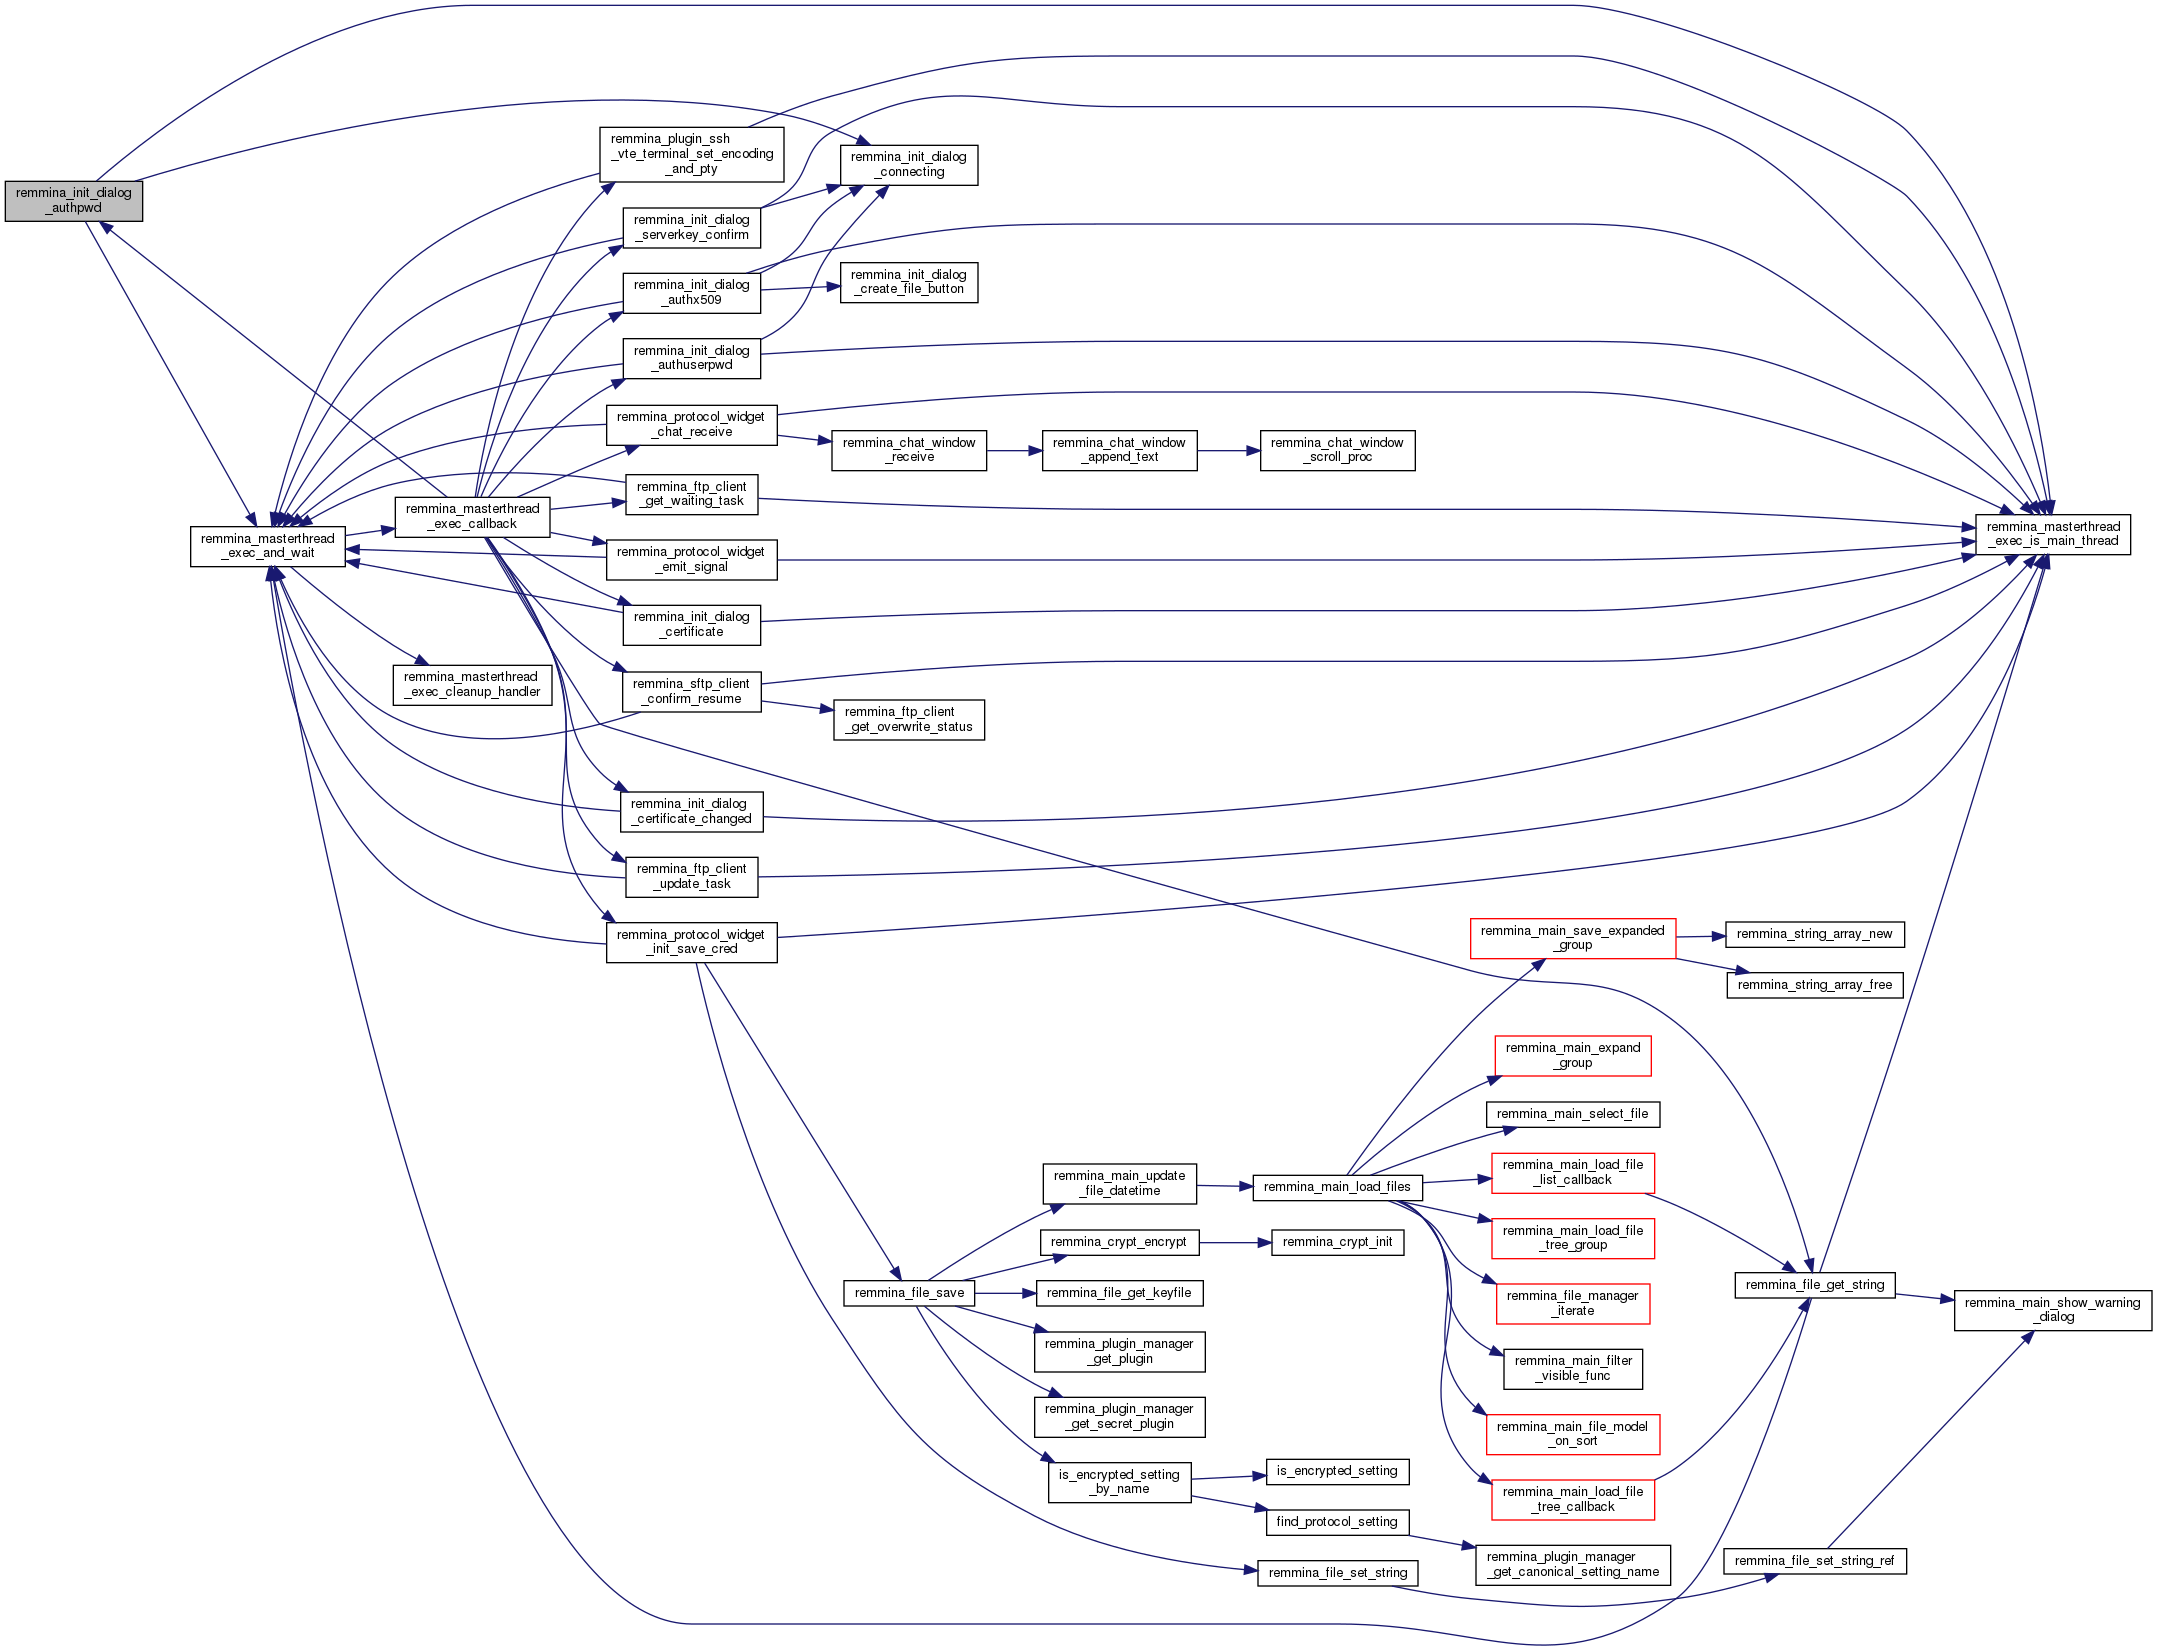 remmina_init_dialog
_authpwd
remmina_masterthread
_exec_and_wait
remmina_masterthread
_exec_callback
remmina_masterthread
_exec_cleanup_handler
remmina_plugin_ssh
_vte_terminal_set_encoding
_and_pty
remmina_init_dialog
_serverkey_confirm
remmina_init_dialog
_authx509
remmina_init_dialog
_authuserpwd
remmina_protocol_widget
_chat_receive
remmina_ftp_client
_get_waiting_task
remmina_protocol_widget
_emit_signal
remmina_init_dialog
_certificate
remmina_sftp_client
_confirm_resume
remmina_init_dialog
_certificate_changed
remmina_ftp_client
_update_task
remmina_protocol_widget
_init_save_cred
remmina_init_dialog
_connecting
remmina_init_dialog
_create_file_button
remmina_chat_window
_receive
remmina_chat_window
_append_text
remmina_chat_window
_scroll_proc
remmina_ftp_client
_get_overwrite_status
remmina_masterthread
_exec_is_main_thread
remmina_file_save
remmina_main_update
_file_datetime
remmina_crypt_encrypt
remmina_file_get_keyfile
remmina_plugin_manager
_get_plugin
remmina_plugin_manager
_get_secret_plugin
is_encrypted_setting
_by_name
remmina_main_load_files
remmina_crypt_init
is_encrypted_setting
find_protocol_setting
remmina_file_set_string
remmina_main_save_expanded
_group
remmina_main_expand
_group
remmina_main_select_file
remmina_main_load_file
_list_callback
remmina_main_load_file
_tree_group
remmina_file_manager
_iterate
remmina_main_filter
_visible_func
remmina_main_file_model
_on_sort
remmina_main_load_file
_tree_callback
remmina_plugin_manager
_get_canonical_setting_name
remmina_string_array_new
remmina_string_array_free
remmina_file_get_string
remmina_file_set_string_ref
remmina_main_show_warning
_dialog